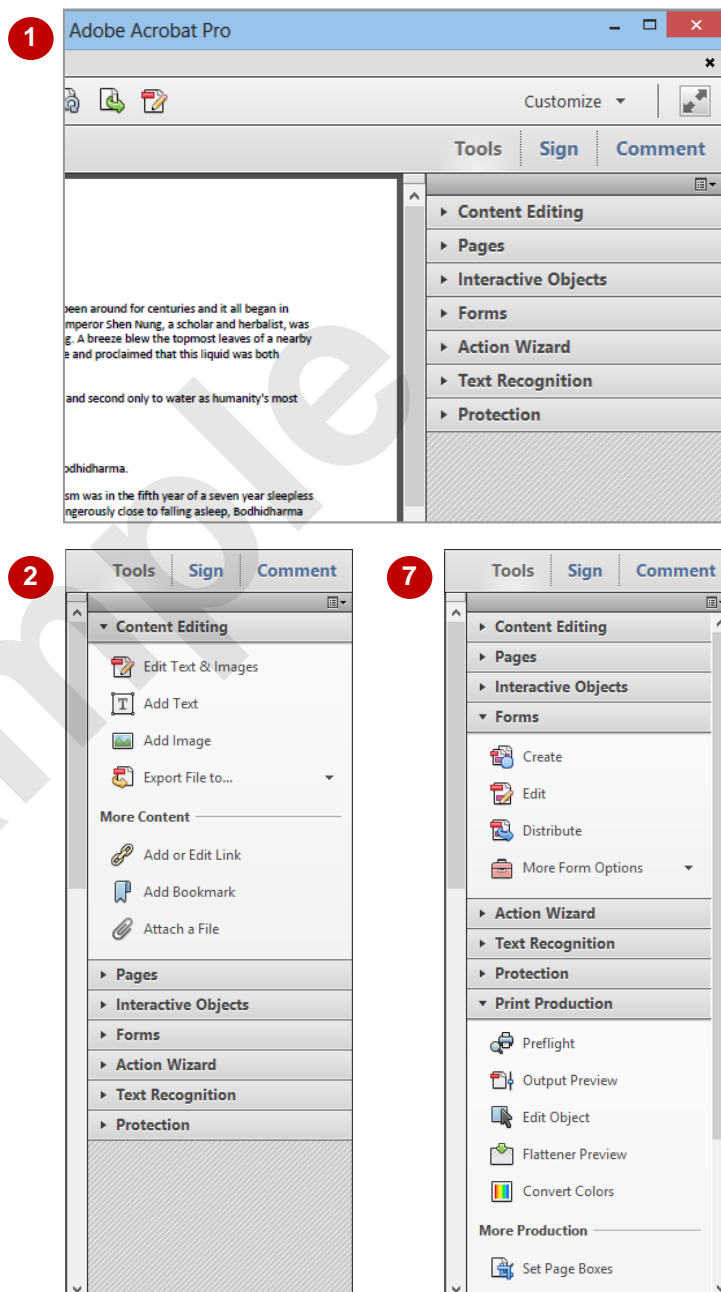 1
Adobe Acrobat Pro
Customize
Tools Sign Comment
Content Editing
Pages
Interactive Objects
Forms
Action Wizard
Text Recognition
Protection
been around for centuries and it all began in
mperor Shen Nung, a scholar and herbalist, was
g. A breeze blew the topmost leaves of a nearby
e and proclaimed that this liquid was both
and second only to water as humanity's most
odhidharma.
sm was in the fifth year of a seven year sleepless
ngerously close to falling asleep, Bodhidharma
2
Tools Sign Comment
Content Editing
Edit Text & Images
Add Text
Add Image
Export File to...
More Content
Add or Edit Link
Add Bookmark
Attach a File
Pages
Interactive Objects
Forms
Action Wizard
Text Recognition
Protection
7
Tools Sign Comment
Content Editing
Pages
Interactive Objects
Forms
Create
Edit
Distribute
More Form Options
Action Wizard
Text Recognition
Protection
Print Production
Preflight
Output Preview
Edit Object
Flattener Preview
Convert Colors
More Production
Set Page Boxes
mple